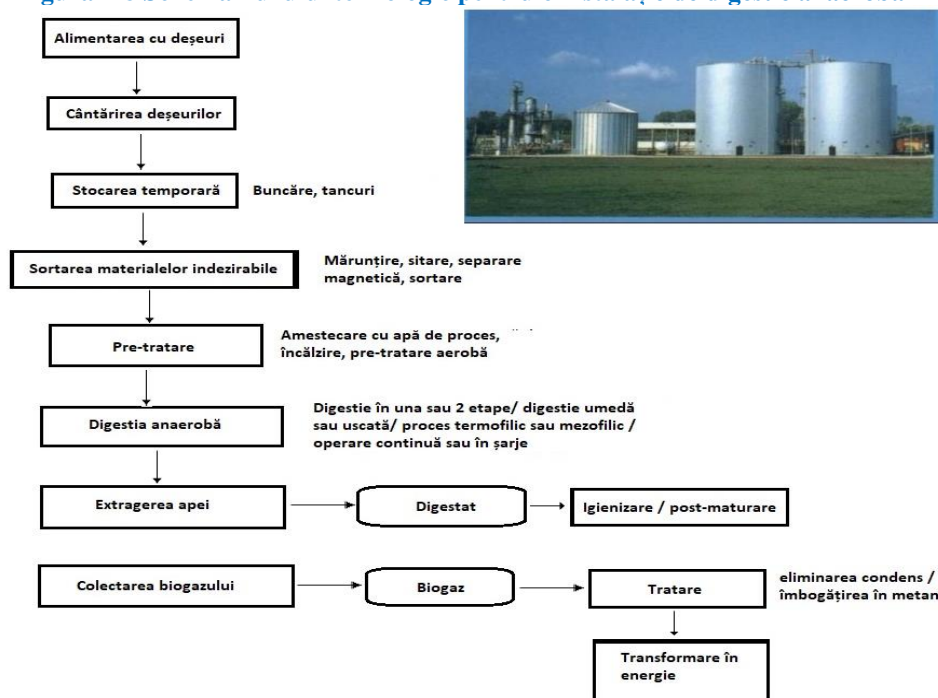 Alimentarea cu deșeuri
Cântărirea deșeurilor
Stocarea temporară
Buncăre, tancuri
Sortarea materialelor indezirabile
Mărunțire, sitare, separare
magnetică, sortare
Pre-tratare
Amestecare cu apă de proces,
încălzire, pre-tratare aerobă
Digestia anaerobă
Digestie în una sau 2 etape/ digestie umedă
sau uscată/ proces termofilic sau mezofilic /
operare continuă sau în șarje
Extragerea apei
Digestat
Igienizare / post-maturare
Colectarea biogazului
Biogaz
Tratare
eliminarea condens /
îmbogățirea în metan
Transformare în
energie